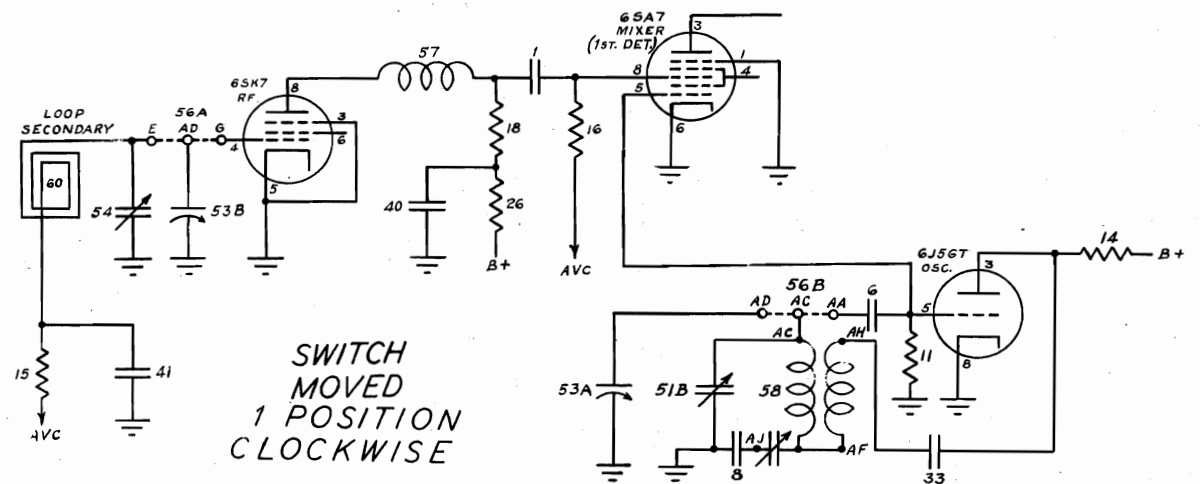 6SA7
MIXER
(1ST. DET.)
3
1
4
8
5
6
57
1
6SK7
RF.
8
3
6
4
5
LOOP
SECONDARY
56A
E AD G
60
54
53B
18
16
40
26
B+
AVC
15
41
AVC
SWITCH
MOVED
1 POSITION
CLOCKWISE
6J5GT
OSC.
3
5
8
14
B+
56B
AD AC AA
6
AC
AH
11
53A
51B
58
AJ
AF
8
33